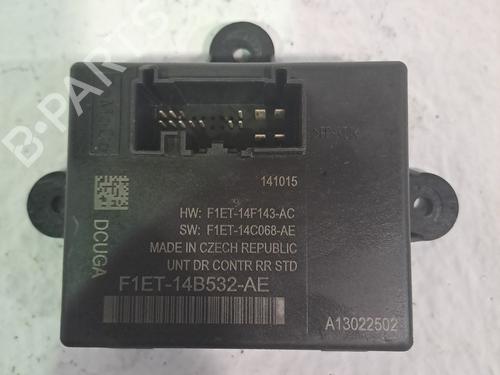 B-PARTS
141015
HW: F1ET-14F143-AC
SW: F1ET-14C068-AE
MADE IN CZECH REPUBLIC
UNT DR CONTR RR STD
DCUGA
F1ET-14B532-AE
A13022502